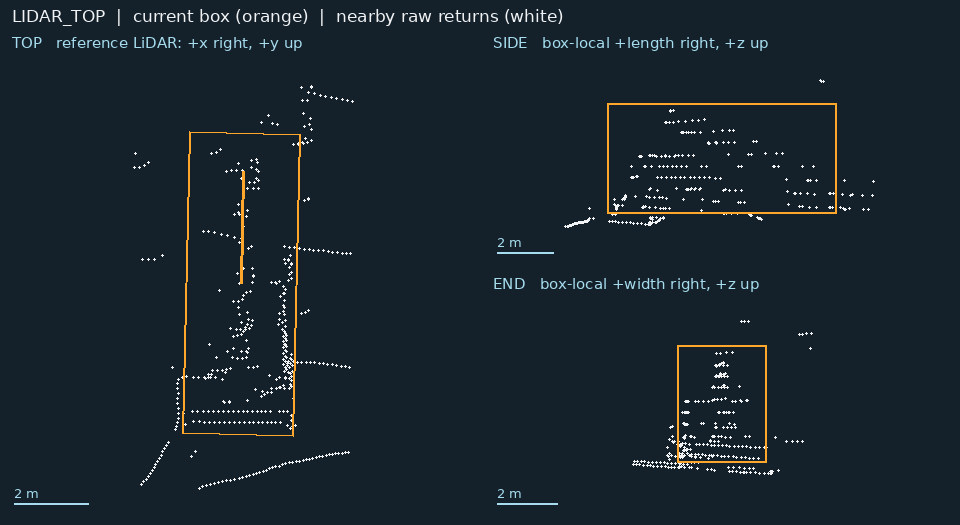 LIDAR_TOP | current box (orange) | nearby raw returns (white)
TOP reference LiDAR: +x right, +y up
SIDE box-local +length right, +z up
2 m
END box-local +width right, +z up
2 m
2 m